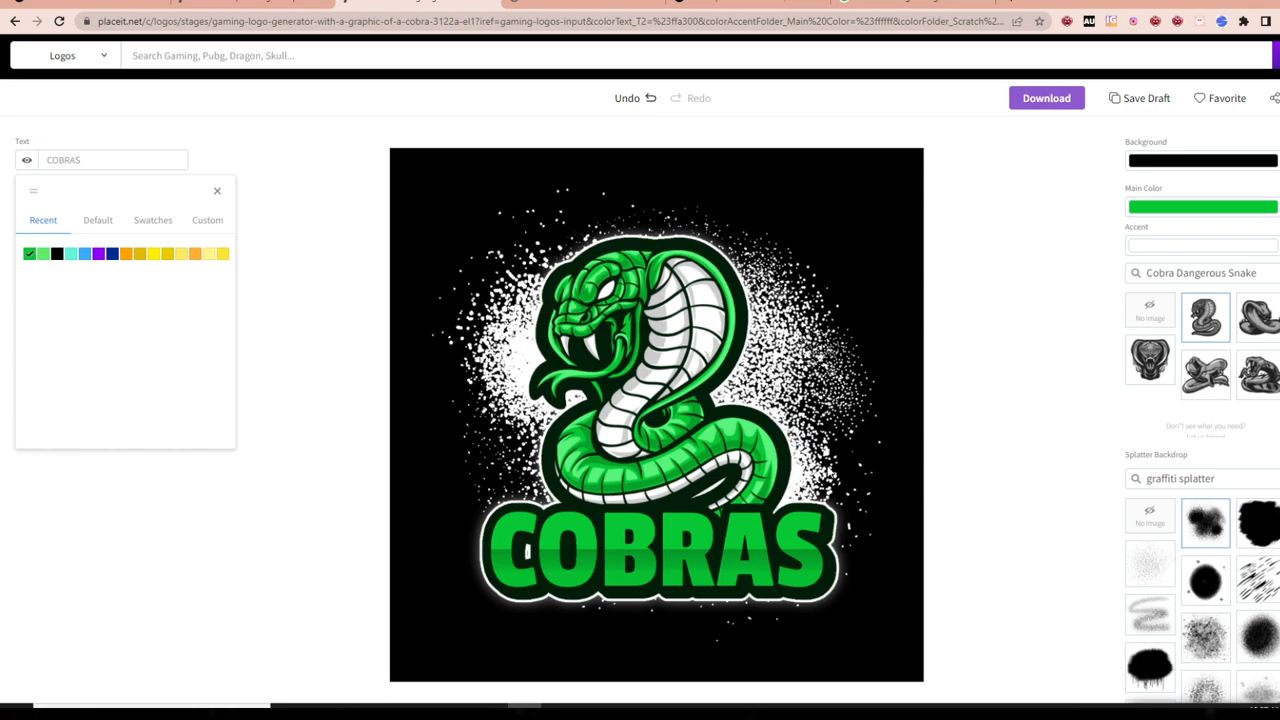 placeit.net/c/logos/stages/gaming-logo-generator-with-a-graphic-of-a-cobra-3122a-el1?ref=gaming-logos-input&colorText_T2=%23ffa300&colorAccentFolder_Main%20Color=%23ffffff&colorFolder_Scratch%2...
AU
IG
Logos
Search Gaming, Pubg, Dragon, Skull...
Undo
Redo
Download
Save Draft
Favorite
Text
COBRAS
Recent
Default
Swatches
Custom
COBRAS
Background
Main Color
Accent
Cobra Dangerous Snake
No Image
Don"t see what you need?
Splatter Backdrop
graffiti splatter
No Image